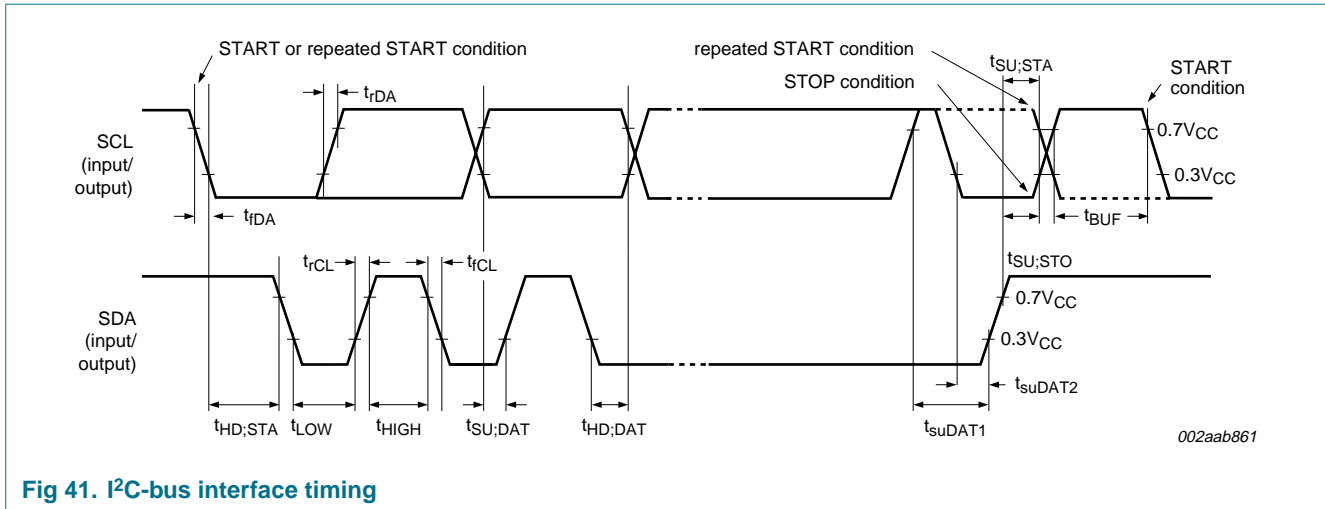 START or repeated START condition
repeated START condition
STOP condition
tSU;STA
START
condition
trDA
SCL
(input/
output)
0.7VCC
0.3VCC
tfDA
tBUF
trCL
tfCL
tSU;STO
SDA
(input/
output)
0.7VCC
0.3VCC
tsuDAT2
tHD;STA
tLOW
tHIGH
tSU;DAT
tHD;DAT
tsuDAT1
002aab861
Fig 41. I²C-bus interface timing